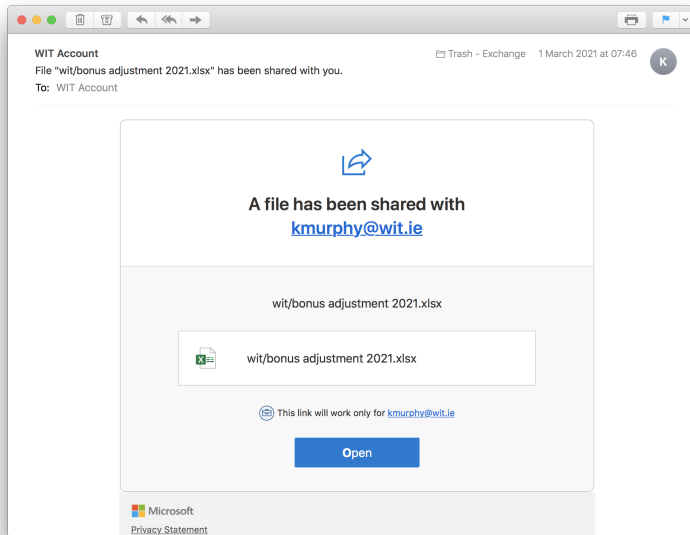 WIT Account
Trash - Exchange 1 March 2021 at 07:46
K
File "wit/bonus adjustment 2021.xlsx" has been shared with you.
To: WIT Account
A file has been shared with
kmurphy@wit.ie
wit/bonus adjustment 2021.xlsx
X
wit/bonus adjustment 2021.xlsx
This link will work only for kmurphy@wit.ie
Open
Microsoft
Privacy Statement